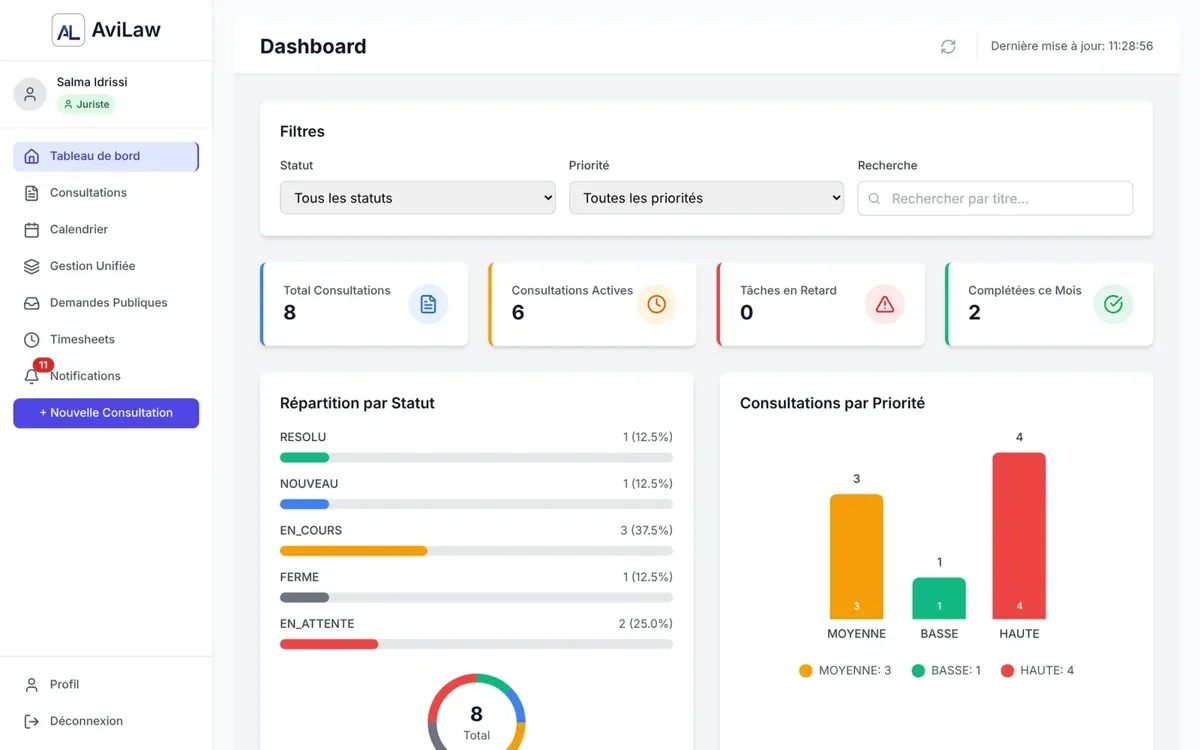 AL AviLaw
Salma Idrissi
Juriste
Tableau de bord
Consultations
Calendrier
Gestion Unifiée
Demandes Publiques
Timesheets
11
Notifications
+ Nouvelle Consultation
Profil
Déconnexion
Dashboard
Dernière mise à jour: 11:28:56
Filtres
Statut
Tous les statuts
Priorité
Toutes les priorités
Recherche
Rechercher par titre...
Total Consultations
8
Consultations Actives
6
Tâches en Retard
0
Complétées ce Mois
2
Répartition par Statut
RESOLU 1 (12.5%)
NOUVEAU 1 (12.5%)
EN_COURS 3 (37.5%)
FERME 1 (12.5%)
EN_ATTENTE 2 (25.0%)
8
Total
Consultations par Priorité
3 1 4
3 1 4
MOYENNE BASSE HAUTE
MOYENNE: 3 BASSE: 1 HAUTE: 4